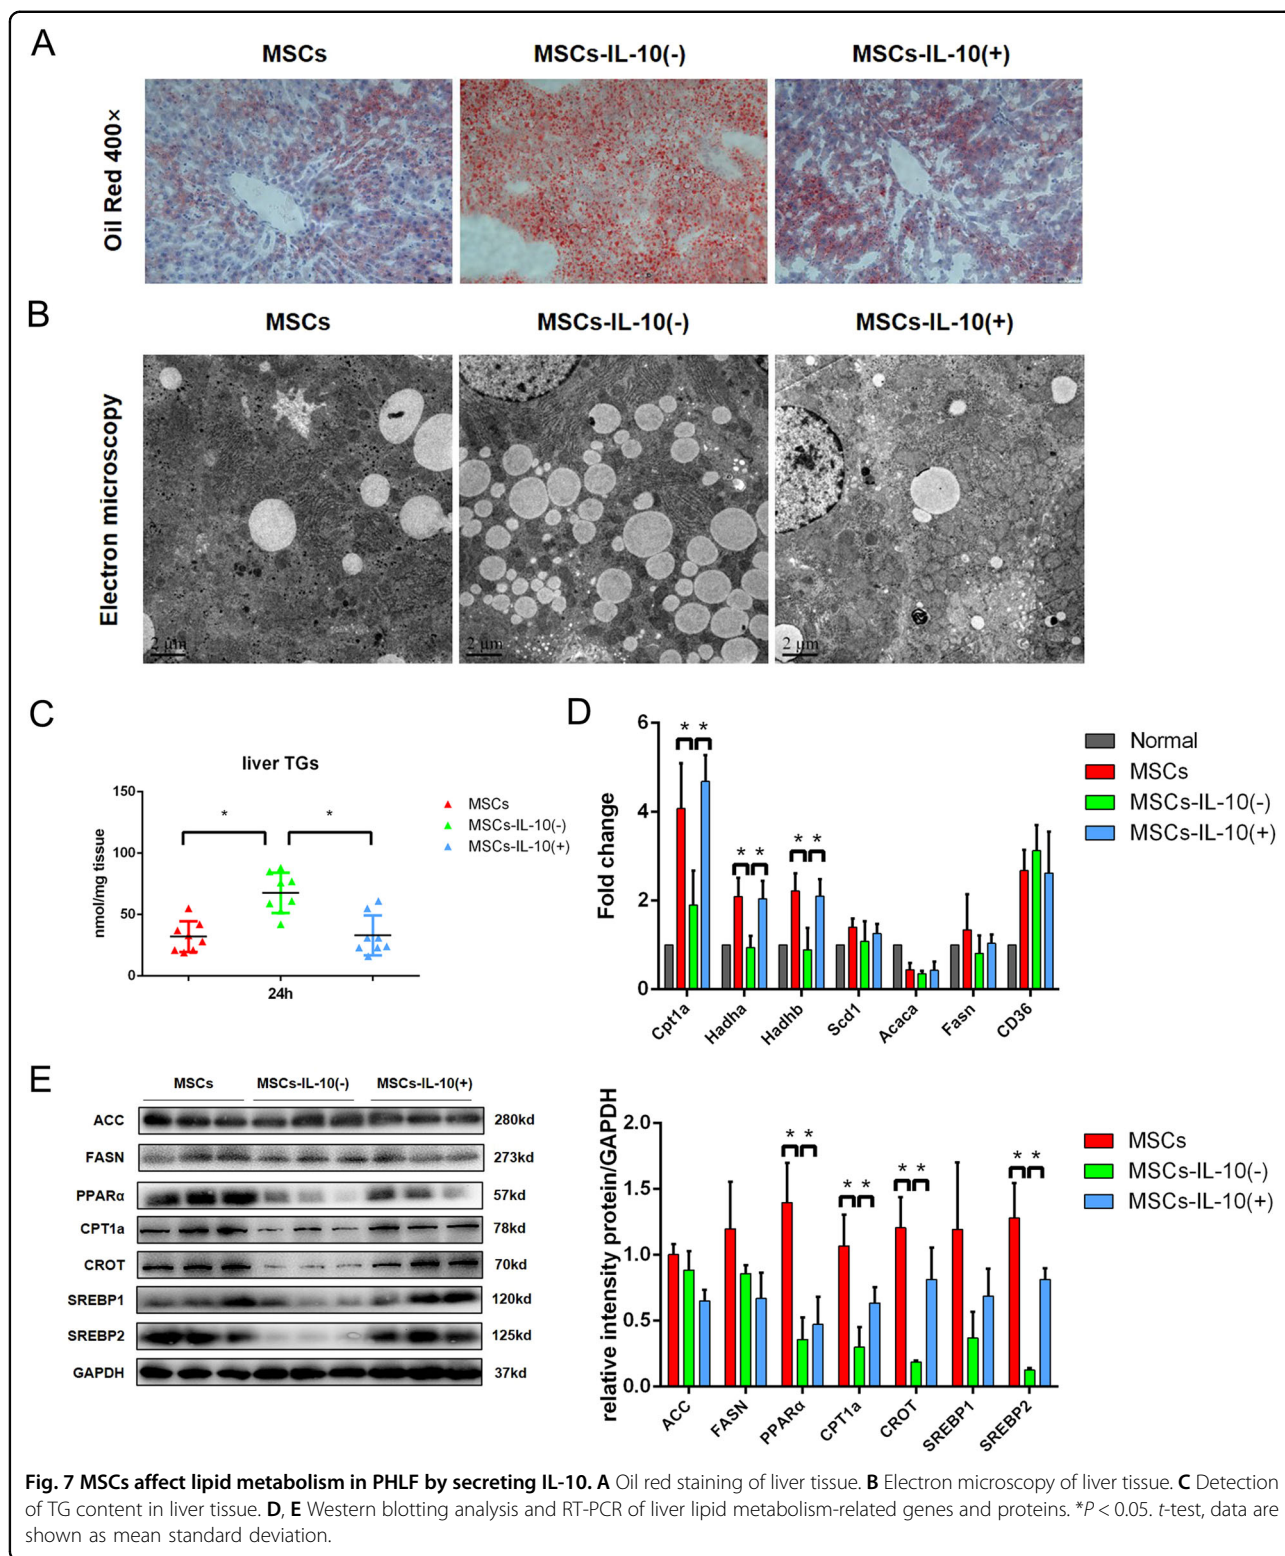 A
MSCs
MSCs-IL-10(-)
MSCs-IL-10(+)
Oil Red 400×
B
MSCs
MSCs-IL-10(-)
MSCs-IL-10(+)
Electron microscopy
2 μm
2 μm
2 μm
C
liver TGs
nmol/mg tissue
150
100
50
0
*
*
24h
MSCs
MSCs-IL-10(-)
MSCs-IL-10(+)
D
Fold change
6
4
2
0
* *
* *
* *
Cpt1a
Hadha
Hadhb
Scd1
Acaca
Fasn
CD36
Normal
MSCs
MSCs-IL-10(-)
MSCs-IL-10(+)
E
MSCs MSCs-IL-10(-) MSCs-IL-10(+)
ACC 280kd
FASN 273kd
PPARα 57kd
CPT1a 78kd
CROT 70kd
SREBP1 120kd
SREBP2 125kd
GAPDH 37kd
relative intensity protein/GAPDH
2.0
1.5
1.0
0.5
0.0
* *
* *
* *
* *
ACC
FASN
PPARα
CPT1a
CROT
SREBP1
SREBP2
MSCs
MSCs-IL-10(-)
MSCs-IL-10(+)
Fig. 7 MSCs affect lipid metabolism in PHLF by secreting IL-10. A Oil red staining of liver tissue. B Electron microscopy of liver tissue. C Detection
of TG content in liver tissue. D, E Western blotting analysis and RT-PCR of liver lipid metabolism-related genes and proteins. *P < 0.05. t-test, data are
shown as mean standard deviation.